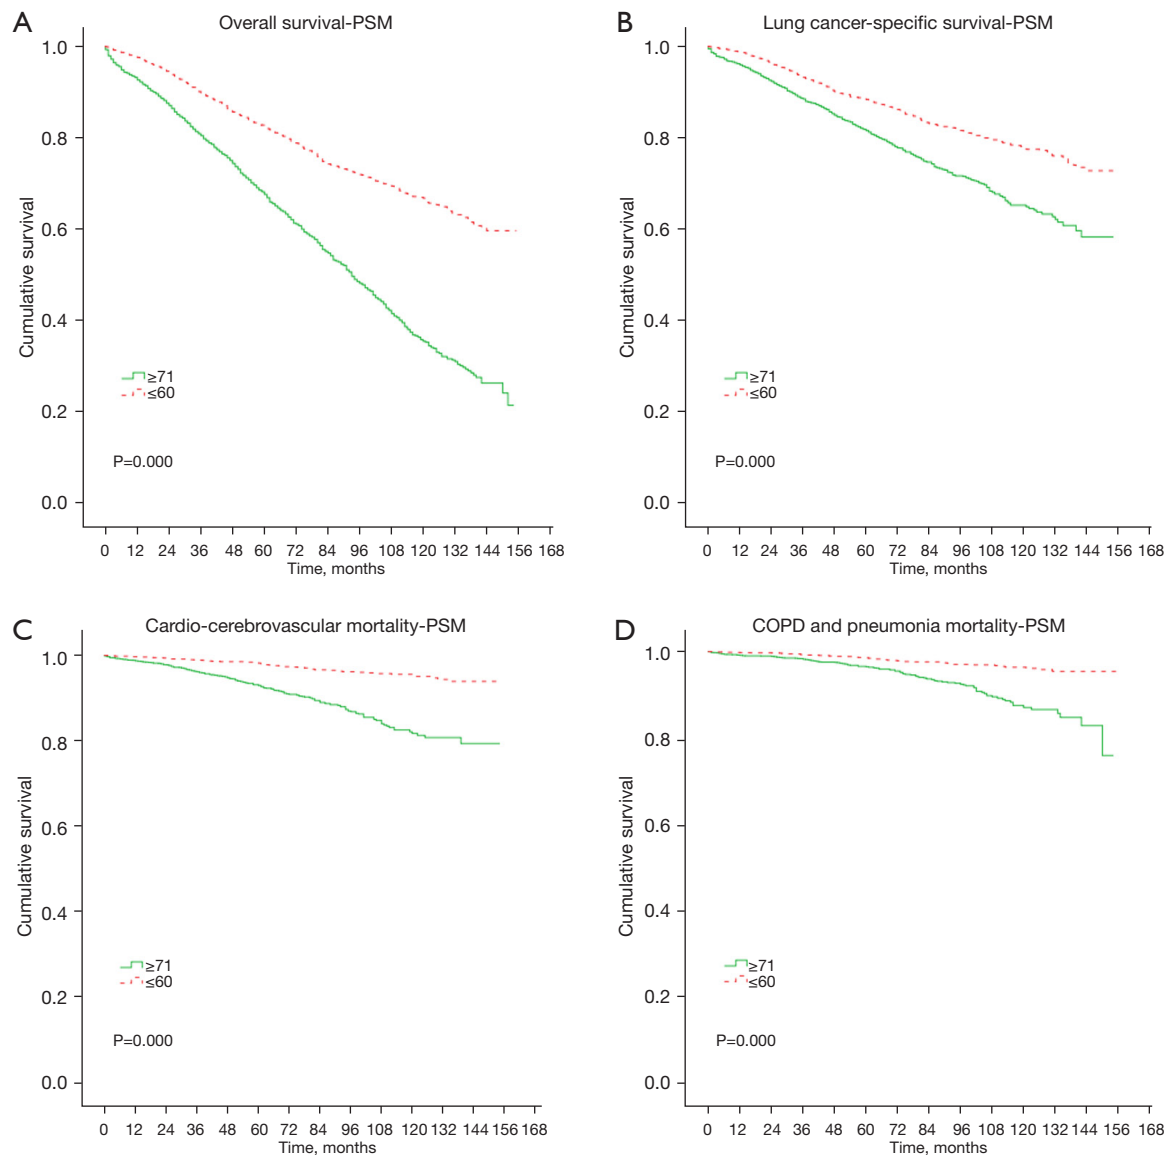 A
Overall survival-PSM
1.0
0.8
0.6
0.4
0.2
0.0
Cumulative survival
≥71
≤60
P=0.000
0 12 24 36 48 60 72 84 96 108 120 132 144 156 168
Time, months
B
Lung cancer-specific survival-PSM
1.0
0.8
0.6
0.4
0.2
0.0
Cumulative survival
≥71
≤60
P=0.000
0 12 24 36 48 60 72 84 96 108 120 132 144 156 168
Time, months
C
Cardio-cerebrovascular mortality-PSM
1.0
0.8
0.6
0.4
0.2
0.0
Cumulative survival
≥71
≤60
P=0.000
0 12 24 36 48 60 72 84 96 108 120 132 144 156 168
Time, months
D
COPD and pneumonia mortality-PSM
1.0
0.8
0.6
0.4
0.2
0.0
Cumulative survival
≥71
≤60
P=0.000
0 12 24 36 48 60 72 84 96 108 120 132 144 156 168
Time, months